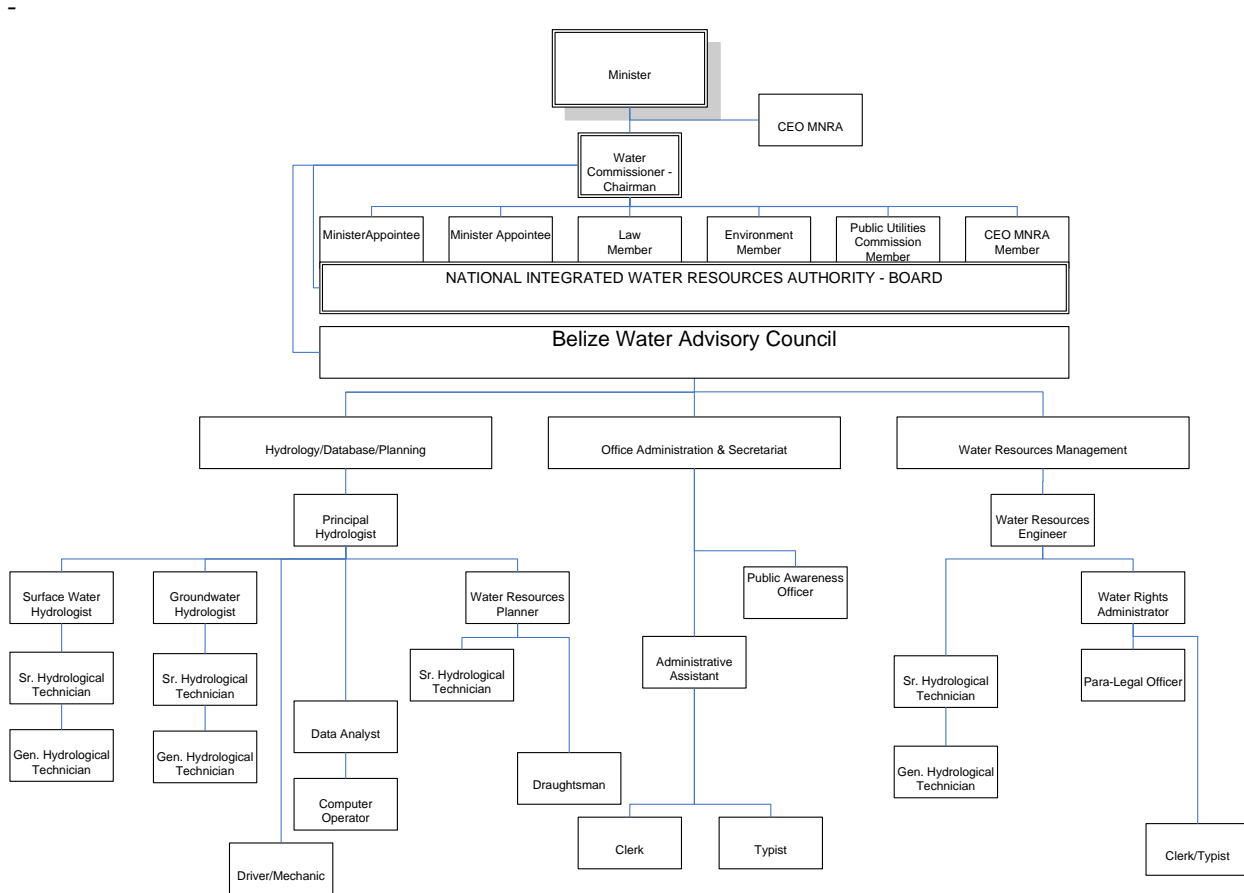 -
Minister
CEO MNRA
Water
Commissioner -
Chairman
MinisterAppointee
Minister Appointee
Law
Member
Environment
Member
Public Utilities
Commission
Member
CEO MNRA
Member
NATIONAL INTEGRATED WATER RESOURCES AUTHORITY - BOARD
Belize Water Advisory Council
Hydrology/Database/Planning
Office Administration & Secretariat
Water Resources Management
Principal
Hydrologist
Water Resources
Engineer
Surface Water
Hydrologist
Groundwater
Hydrologist
Water Resources
Planner
Public Awareness
Officer
Water Rights
Administrator
Sr. Hydrological
Technician
Sr. Hydrological
Technician
Sr. Hydrological
Technician
Administrative
Assistant
Sr. Hydrological
Technician
Para-Legal Officer
Gen. Hydrological
Technician
Gen. Hydrological
Technician
Data Analyst
Draughtsman
Gen. Hydrological
Technician
Computer
Operator
Clerk
Typist
Clerk/Typist
Driver/Mechanic